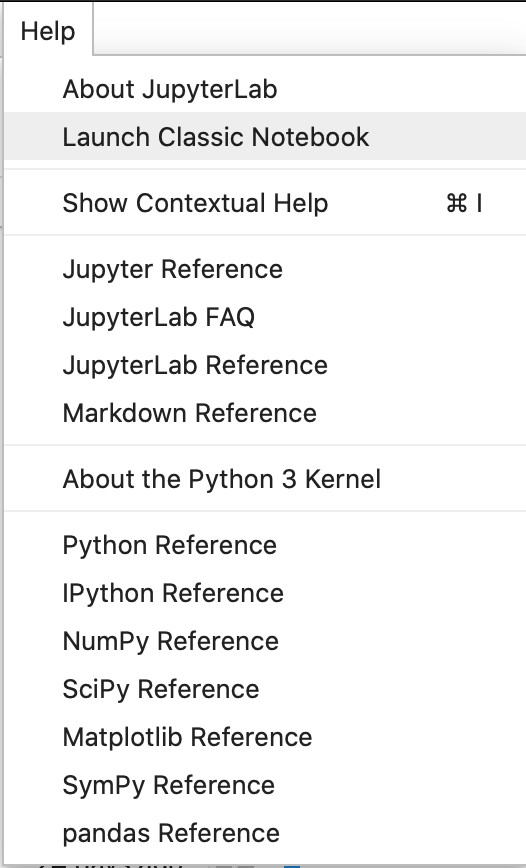 Help
About JupyterLab
Launch Classic Notebook
Show Contextual Help ⌘ I
Jupyter Reference
JupyterLab FAQ
JupyterLab Reference
Markdown Reference
About the Python 3 Kernel
Python Reference
IPython Reference
NumPy Reference
SciPy Reference
Matplotlib Reference
SymPy Reference
pandas Reference